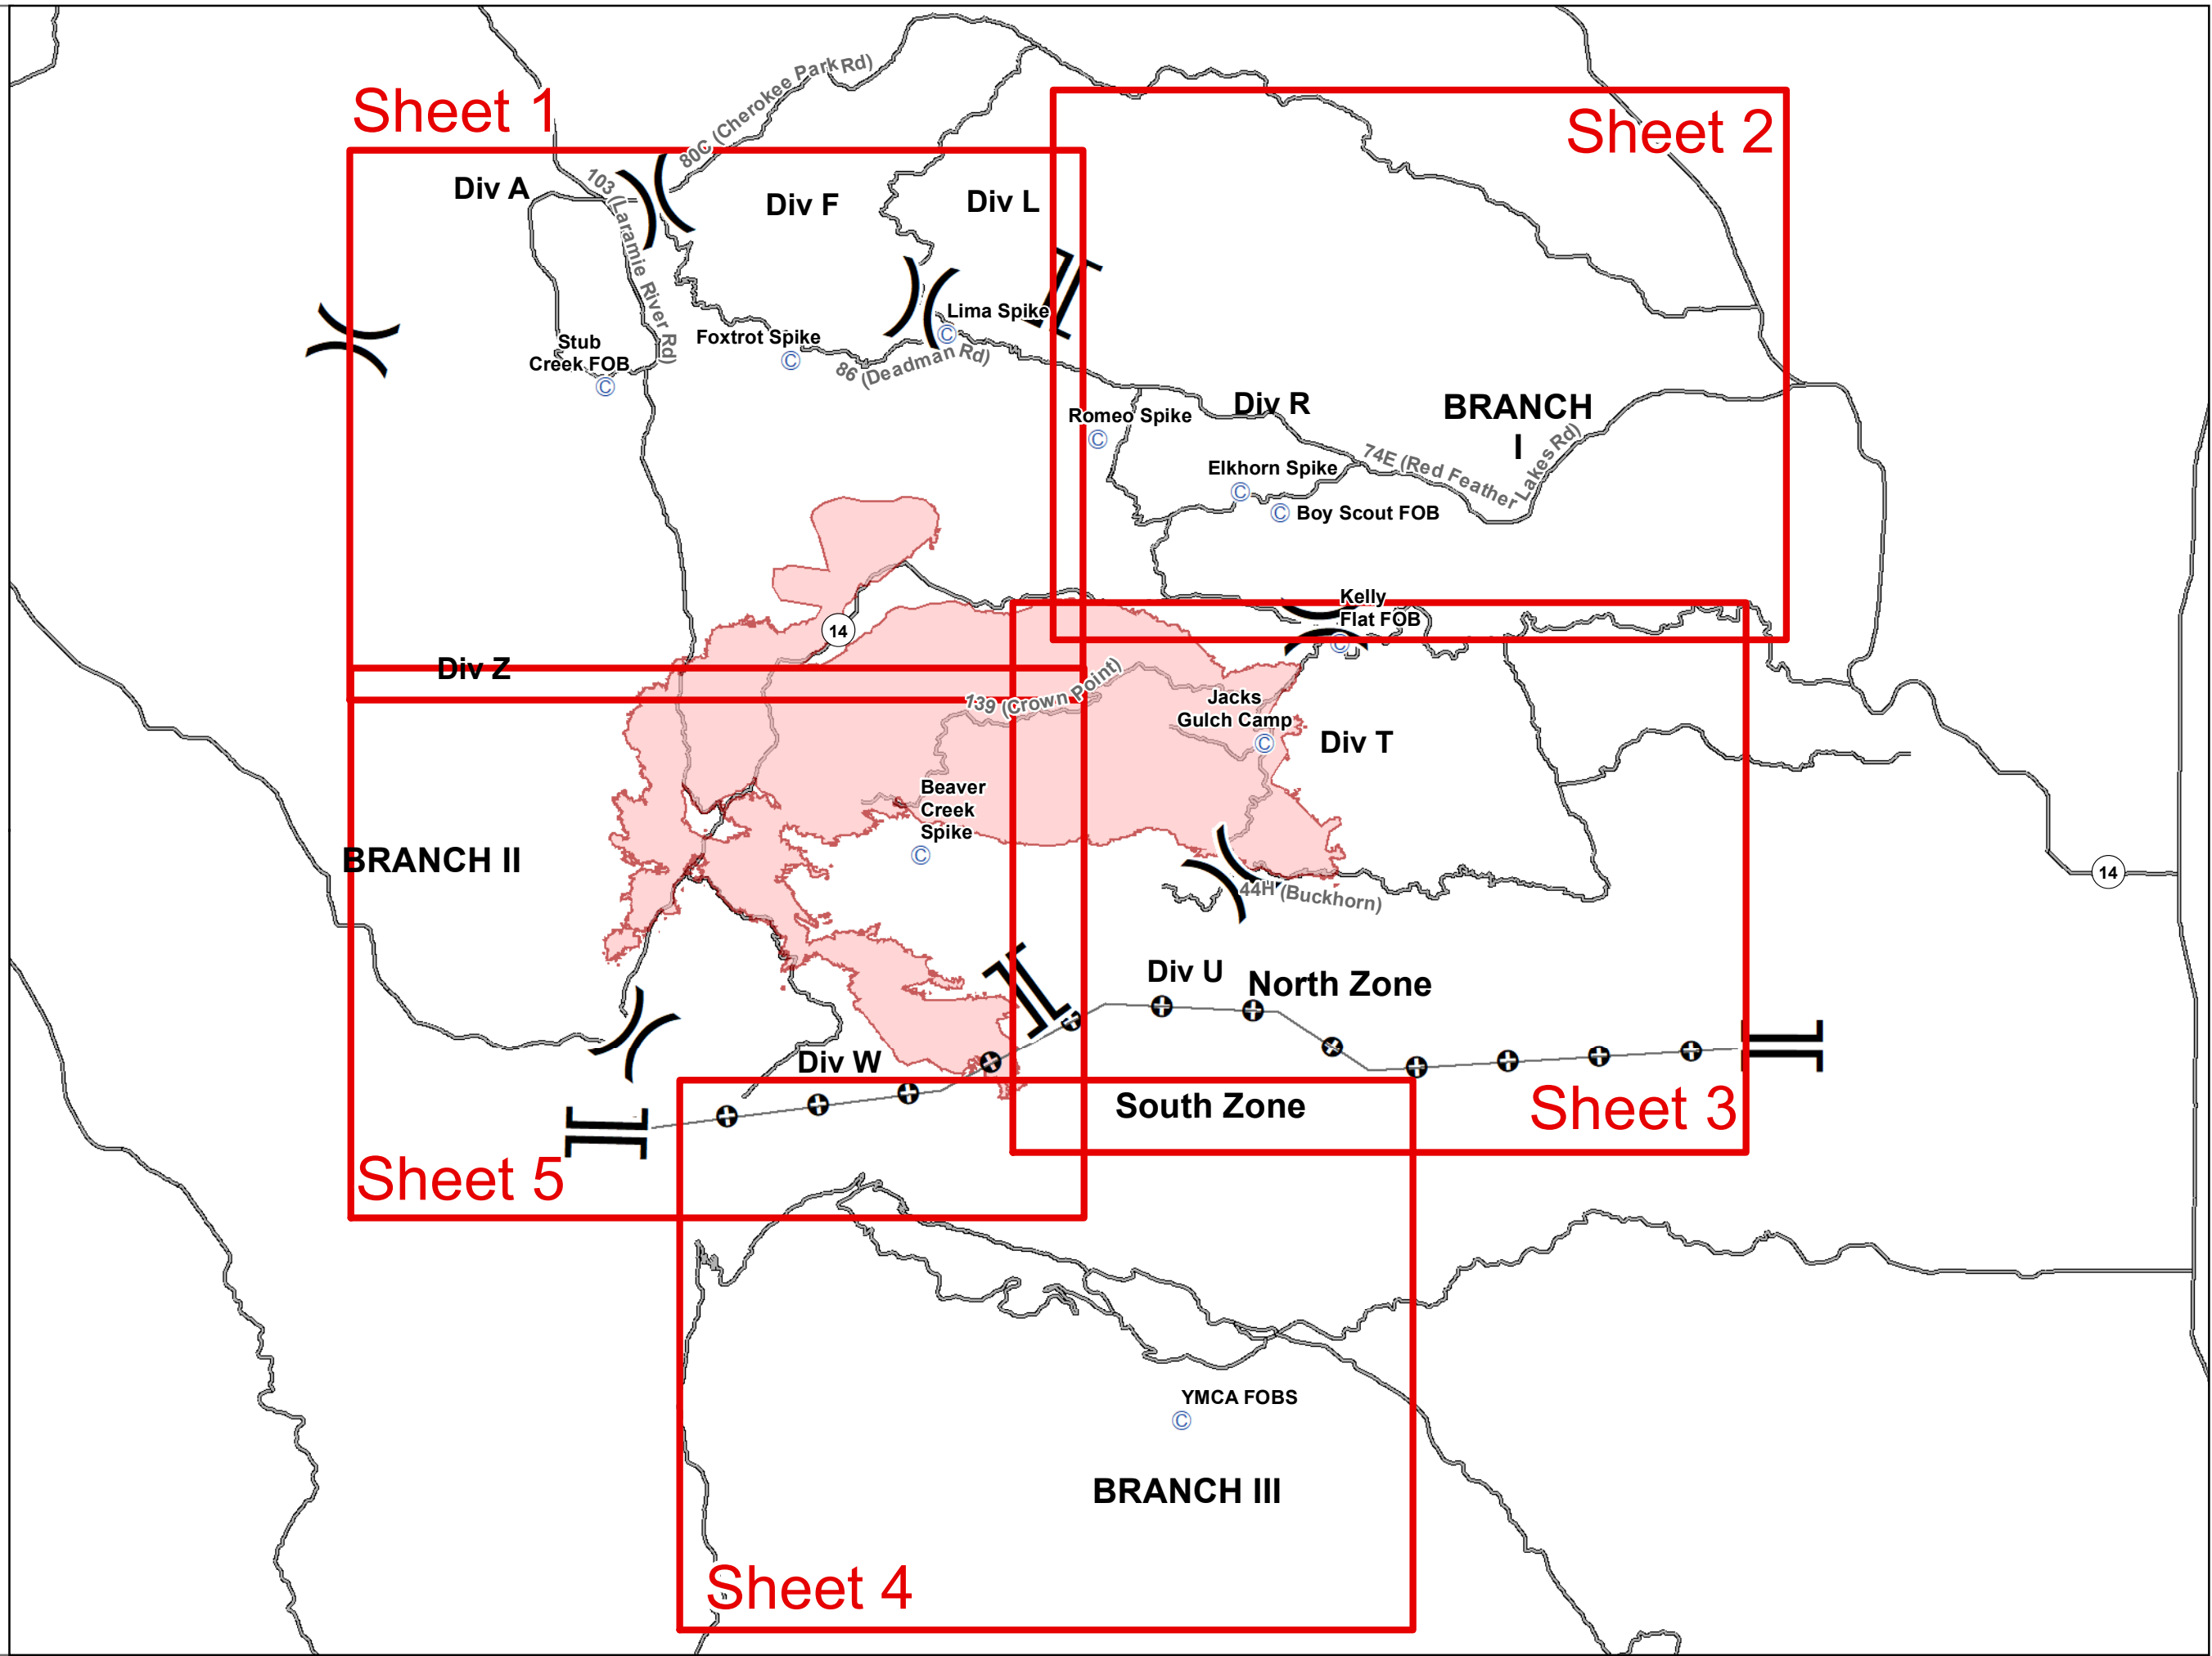 Sheet 1
80C (Cherokee Park Rd)
Sheet 2
Div A
103 (Laramie River Rd)
Div F
Div L
Lima Spike
©
Foxtrot Spike
©
86 (Deadman Rd)
Stub
Creek FOB
©
Romeo Spike
©
Div R
BRANCH
I
74E (Red Feather Lakes Rd)
Elkhorn Spike
©
© Boy Scout FOB
Kelly
Flat FOB
©
14
Div Z
139 (Crown Point)
Jacks
Gulch Camp
©
Div T
Beaver
Creek
Spike
©
BRANCH II
14
44H (Buckhorn)
Div U
North Zone
Div W
South Zone
Sheet 3
Sheet 5
YMCA FOBS
©
BRANCH III
Sheet 4